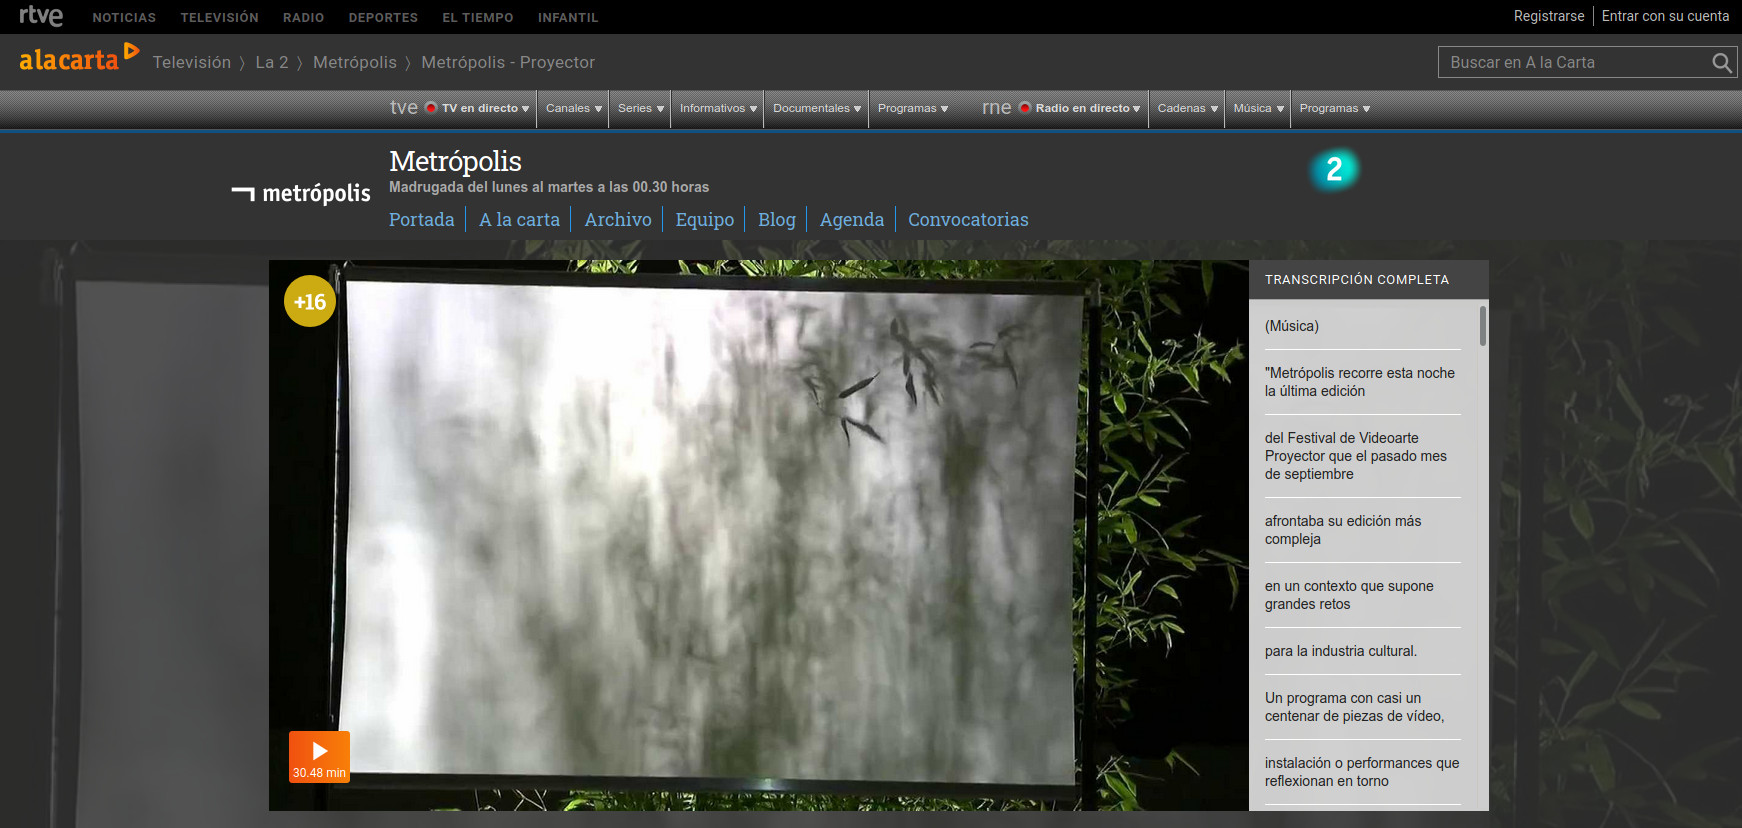 rtve NOTICIAS TELEVISIÓN RADIO DEPORTES EL TIEMPO INFANTIL Registrarse Entrar con su cuenta
alacarta Televisión 〉 La 2 〉 Metrópolis 〉 Metrópolis - Proyector Buscar en A la Carta
tve TV en directo Canales Series Informativos Documentales Programas rne Radio en directo Cadenas Música Programas
metrópolis
Metrópolis
Madrugada del lunes al martes a las 00.30 horas
Portada A la carta Archivo Equipo Blog Agenda Convocatorias
2
+16
30.48 min
TRANSCRIPCIÓN COMPLETA
(Música)
"Metrópolis recorre esta noche
la última edición
del Festival de Videoarte
Proyector que el pasado mes
de septiembre
afrontaba su edición más
compleja
en un contexto que supone
grandes retos
para la industria cultural.
Un programa con casi un
centenar de piezas de vídeo,
instalación o performances que
reflexionan en torno